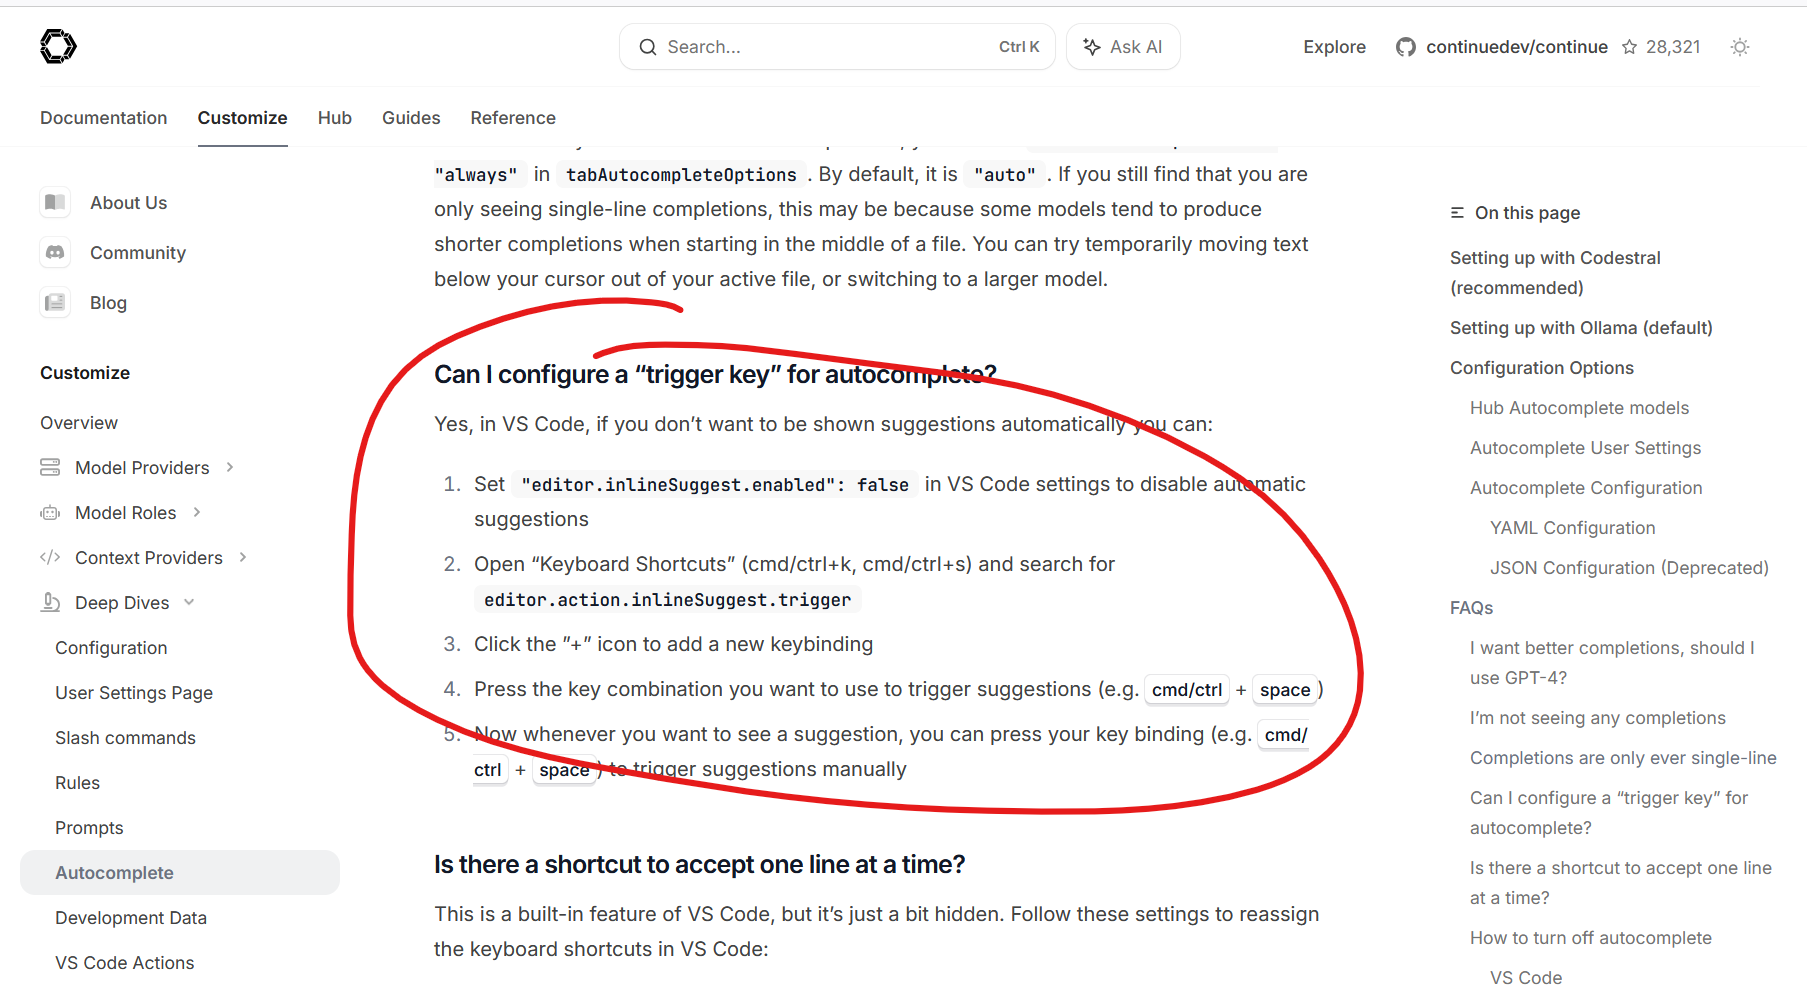 Search...
Ctrl K
Ask AI
Explore
continuedev/continue
28,321
Documentation
Customize
Hub
Guides
Reference
About Us
Community
Blog
Customize
Overview
Model Providers
Model Roles
Context Providers
Deep Dives
Configuration
User Settings Page
Slash commands
Rules
Prompts
Autocomplete
Development Data
VS Code Actions
"always" in tabAutocompleteOptions . By default, it is "auto" . If you still find that you are
only seeing single-line completions, this may be because some models tend to produce
shorter completions when starting in the middle of a file. You can try temporarily moving text
below your cursor out of your active file, or switching to a larger model.
Can I configure a “trigger key” for autocomplete?
Yes, in VS Code, if you don’t want to be shown suggestions automatically you can:
1. Set "editor.inlineSuggest.enabled": false in VS Code settings to disable automatic
suggestions
2. Open “Keyboard Shortcuts” (cmd/ctrl+k, cmd/ctrl+s) and search for
editor.action.inlineSuggest.trigger
3. Click the ”+” icon to add a new keybinding
4. Press the key combination you want to use to trigger suggestions (e.g. cmd/ctrl + space )
5. Now whenever you want to see a suggestion, you can press your key binding (e.g. cmd/
ctrl + space ) to trigger suggestions manually
Is there a shortcut to accept one line at a time?
This is a built-in feature of VS Code, but it’s just a bit hidden. Follow these settings to reassign
the keyboard shortcuts in VS Code:
On this page
Setting up with Codestral
(recommended)
Setting up with Ollama (default)
Configuration Options
Hub Autocomplete models
Autocomplete User Settings
Autocomplete Configuration
YAML Configuration
JSON Configuration (Deprecated)
FAQs
I want better completions, should I
use GPT-4?
I’m not seeing any completions
Completions are only ever single-line
Can I configure a “trigger key” for
autocomplete?
Is there a shortcut to accept one line
at a time?
How to turn off autocomplete
VS Code